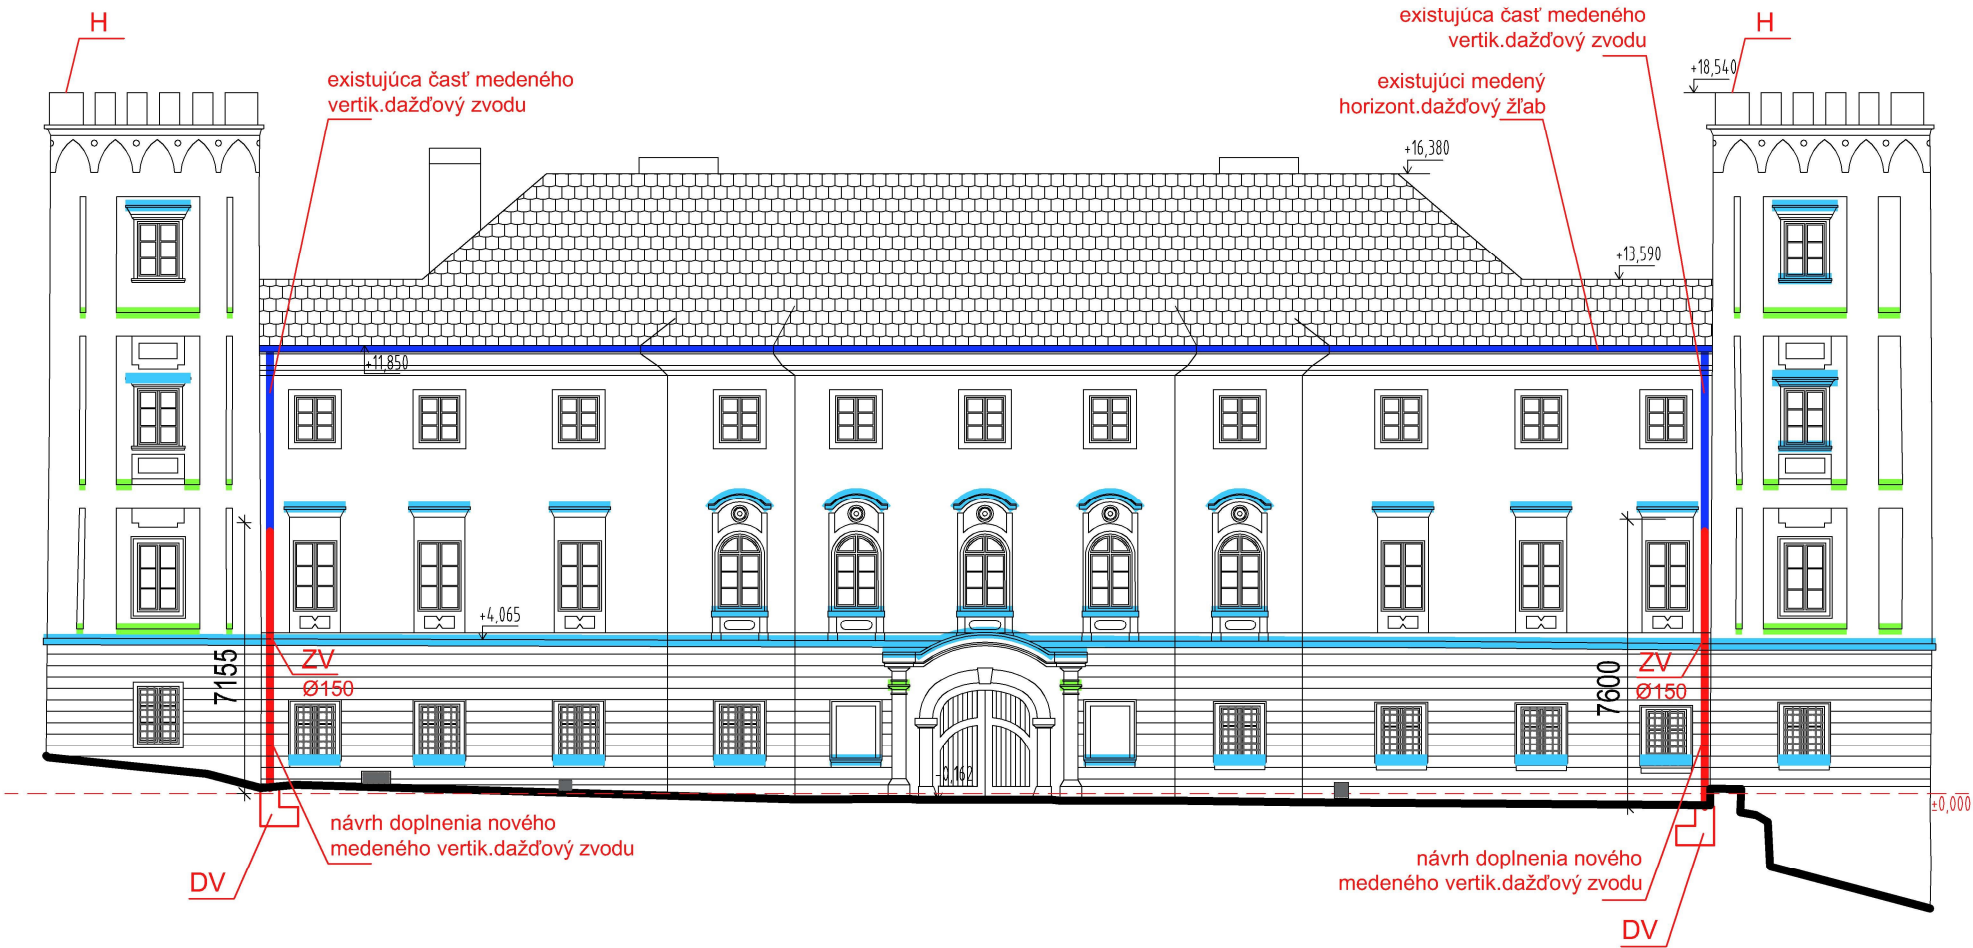 H
existujúca časť medeného
vertik.dažďový zvodu
existujúca časť medeného
vertik.dažďový zvodu
H
existujúci medený
horizont.dažďový žľab
+18,540
+16,380
+13,590
+11,850
+4,065
7155
ZV
Ø150
7600
ZV
Ø150
-0,162
±0,000
návrh doplnenia nového
medeného vertik.dažďový zvodu
DV
návrh doplnenia nového
medeného vertik.dažďový zvodu
DV